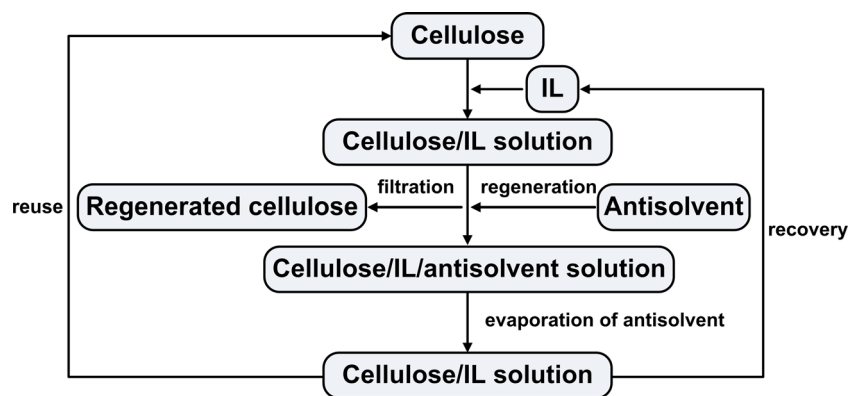 Cellulose
IL
Cellulose/IL solution
filtration
regeneration
reuse
Regenerated cellulose
Antisolvent
recovery
Cellulose/IL/antisolvent solution
evaporation of antisolvent
Cellulose/IL solution